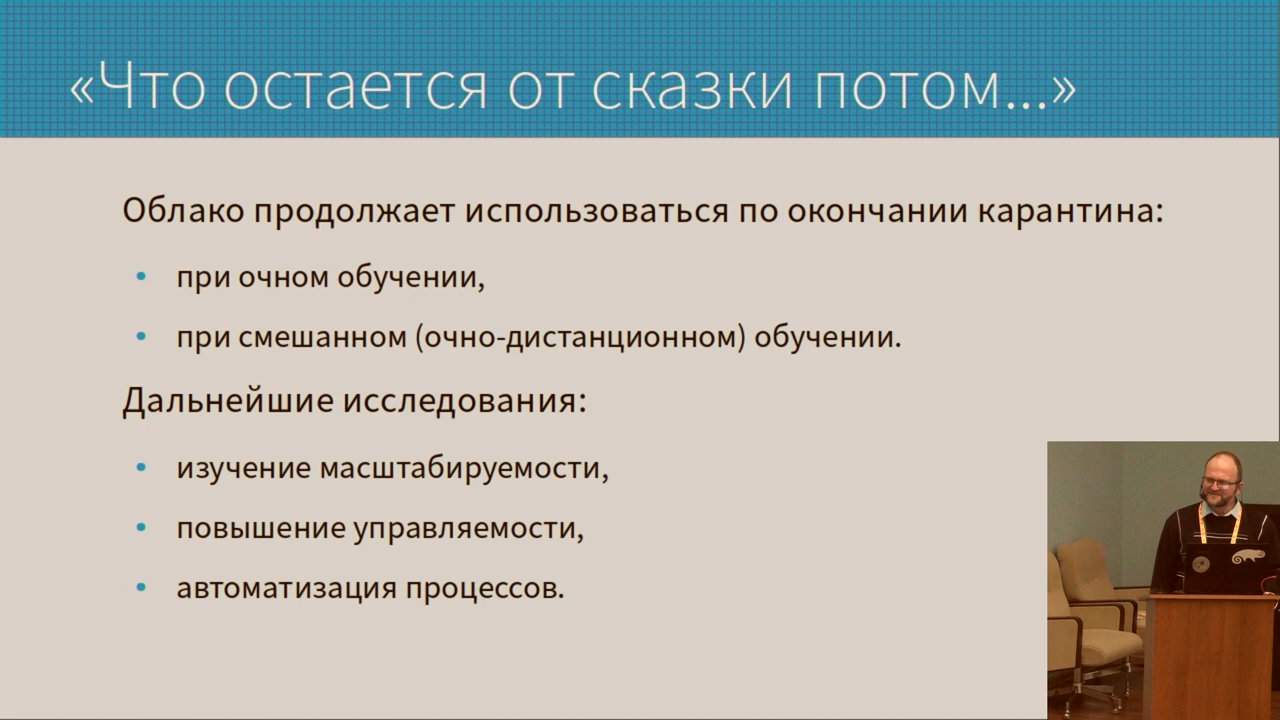 «Что остается от сказки потом...»
Облако продолжает использоваться по окончании карантина:
• при очном обучении,
• при смешанном (очно-дистанционном) обучении.
Дальнейшие исследования:
• изучение масштабируемости,
• повышение управляемости,
• автоматизация процессов.